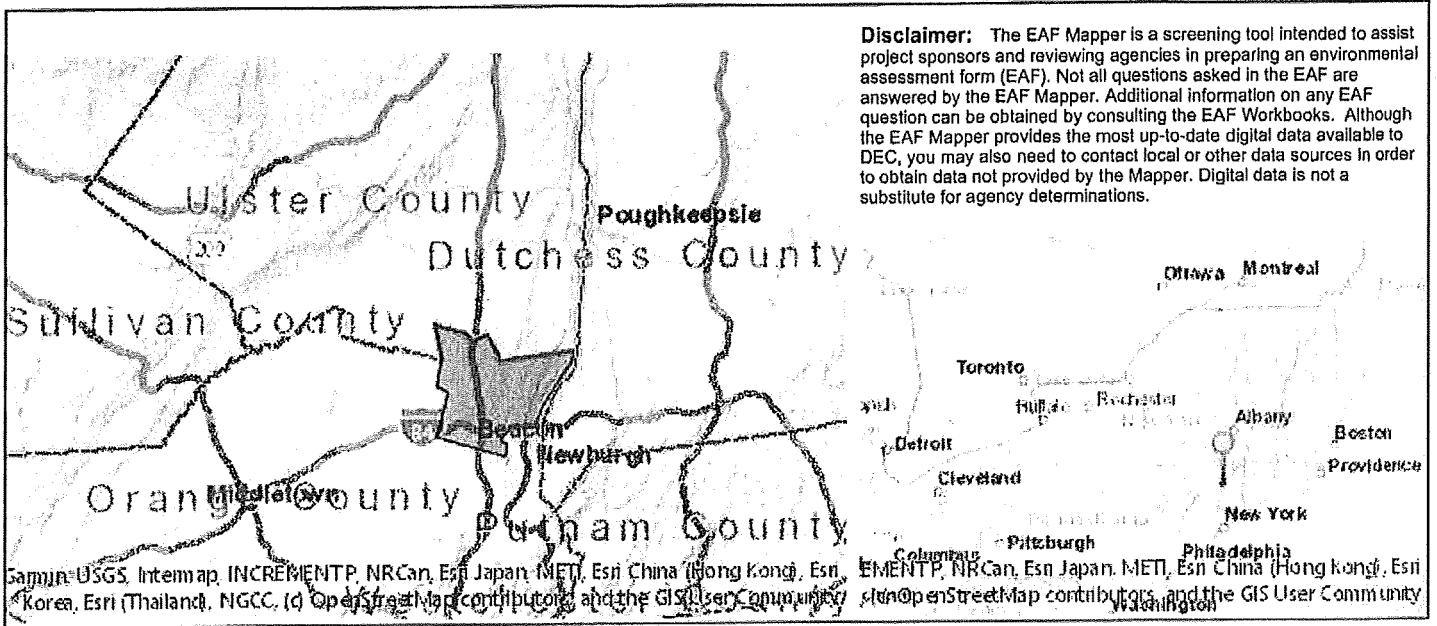 Disclaimer: The EAF Mapper is a screening tool intended to assist
project sponsors and reviewing agencies in preparing an environmental
assessment form (EAF). Not all questions asked in the EAF are
answered by the EAF Mapper. Additional information on any EAF
question can be obtained by consulting the EAF Workbooks. Although
the EAF Mapper provides the most up-to-date digital data available to
DEC, you may also need to contact local or other data sources in order
to obtain data not provided by the Mapper. Digital data is not a
substitute for agency determinations.
Ulster County
Poughkeepsie
209
Dutchess County
Sullivan County
Beacon
Newburgh
Orange County
Middletown
Putnam County
Garmin, USGS, Intermap, INCREMENT P, NRCan, Esri Japan, METI, Esri China (Hong Kong), Esri
Korea, Esri (Thailand), NGCC, (c) OpenStreetMap contributors, and the GIS User Community
Ottawa Montreal
Toronto
Buffalo Rochester
Albany
Detroit
Boston
Providence
Cleveland
New York
Pittsburgh
Columbus
Philadelphia
EMENT P, NRCan, Esri Japan, METI, Esri China (Hong Kong), Esri
OpenStreetMap contributors, and the GIS User Community
Washington